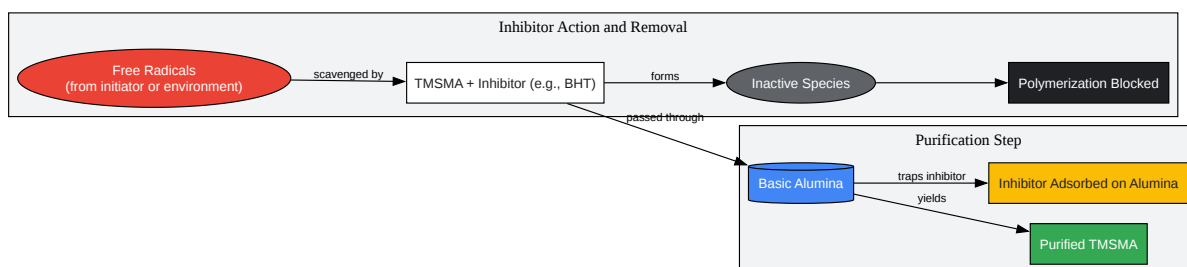 Inhibitor Action and Removal
Free Radicals
(from initiator or environment)
scavenged by
TMSMA + Inhibitor (e.g., BHT)
forms
Inactive Species
Polymerization Blocked
passed through
Purification Step
Basic Alumina
traps inhibitor
Inhibitor Adsorbed on Alumina
yields
Purified TMSMA